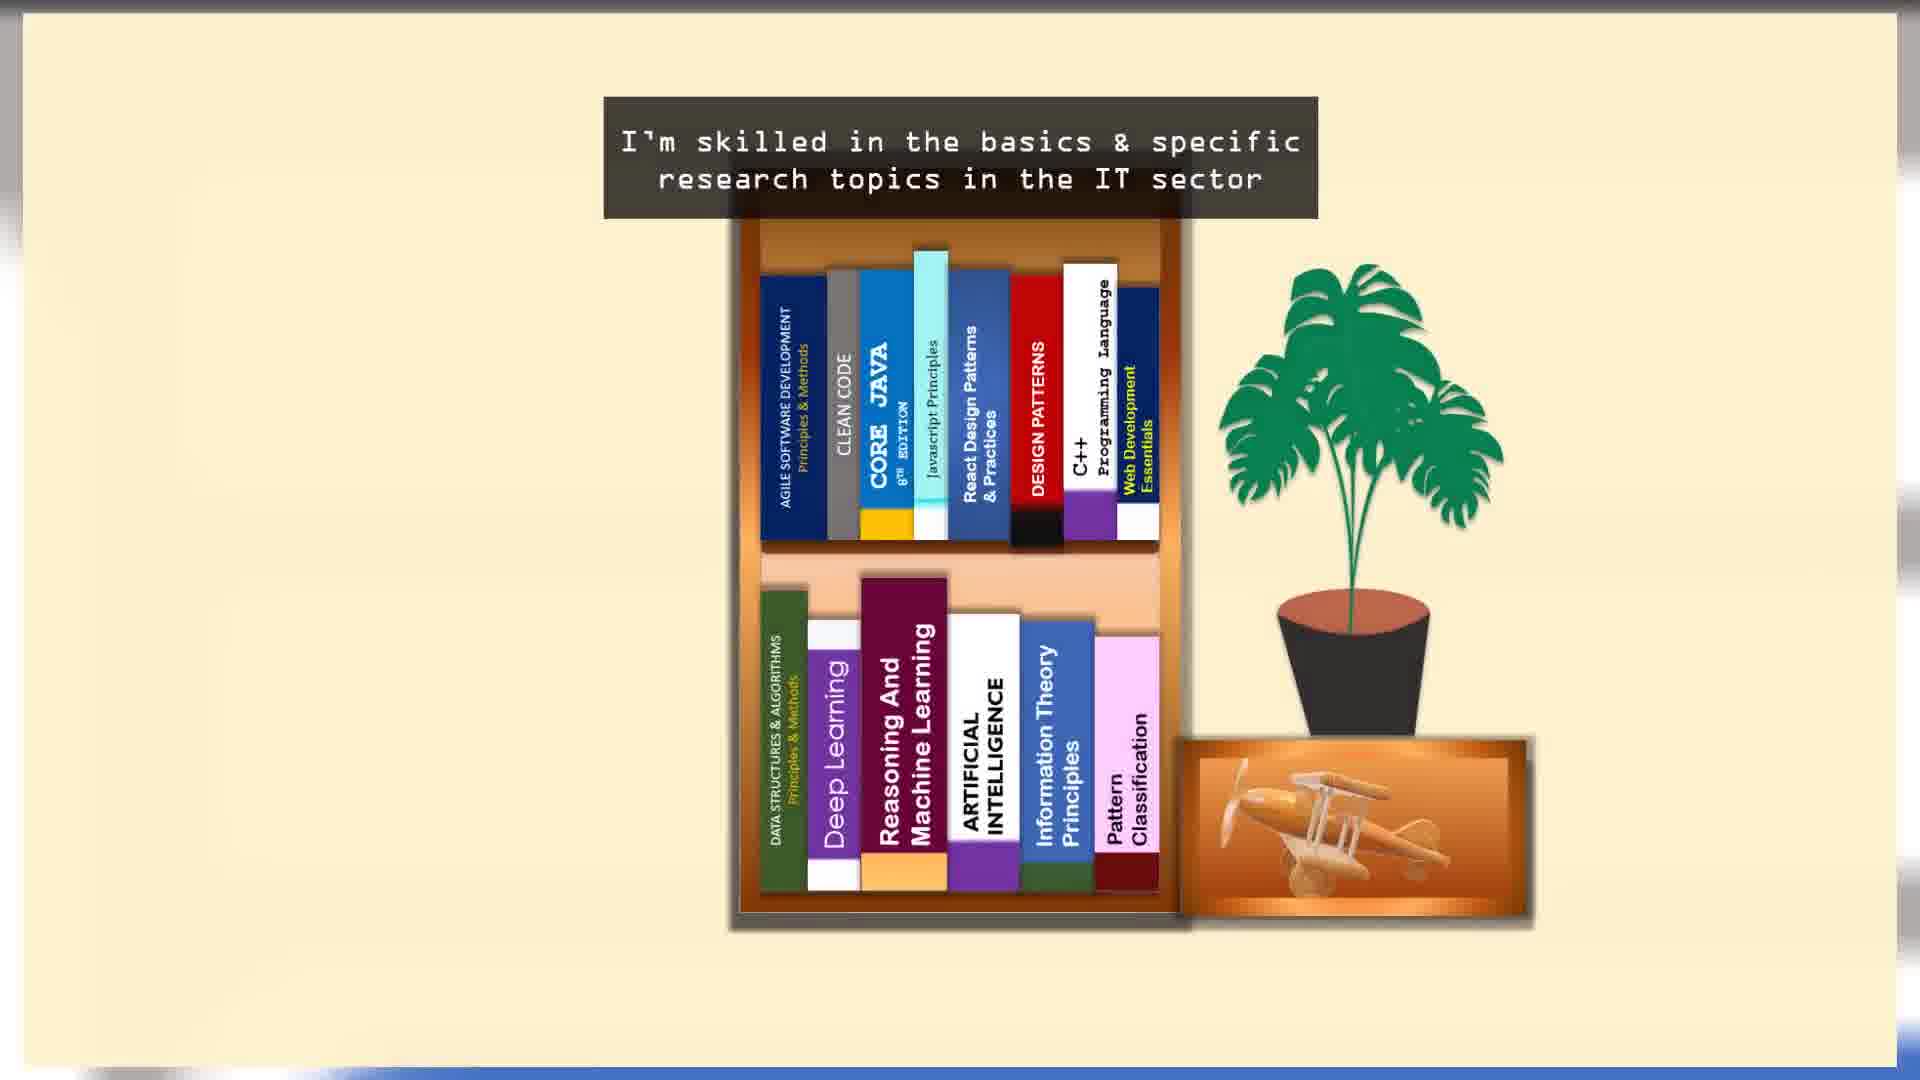 I'm skilled in the basics & specific
research topics in the IT sector
AGILE SOFTWARE DEVELOPMENT
Principles & Methods
CLEAN CODE
CORE JAVA
8TH EDITION
Javascript Principles
React Design Patterns
& Practices
DESIGN PATTERNS
C++
Programming Language
Web Development
Essentials
DATA STRUCTURES & ALGORITHMS
Principles & Methods
Deep Learning
Reasoning And
Machine Learning
ARTIFICIAL
INTELLIGENCE
Information Theory
Principles
Pattern
Classification